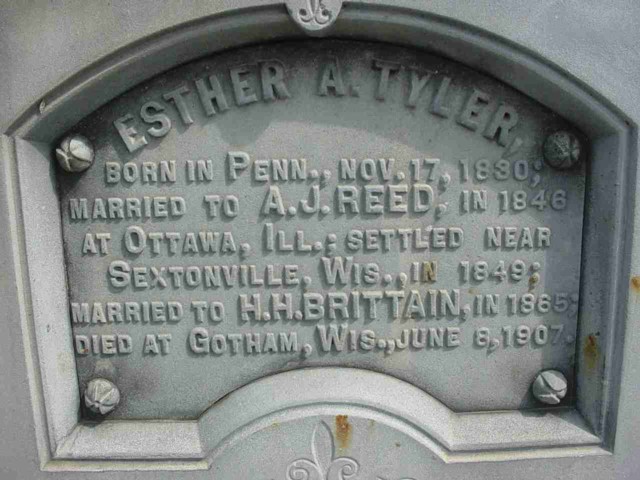 ESTHER A. TYLER,
BORN IN PENN., NOV. 17, 1830;
MARRIED TO A.J. REED, IN 1846
AT OTTAWA, ILL.; SETTLED NEAR
SEXTONVILLE, WIS., IN 1849;
MARRIED TO H.H. BRITTAIN, IN 1865;
DIED AT GOTHAM, WIS., JUNE 8, 1907.